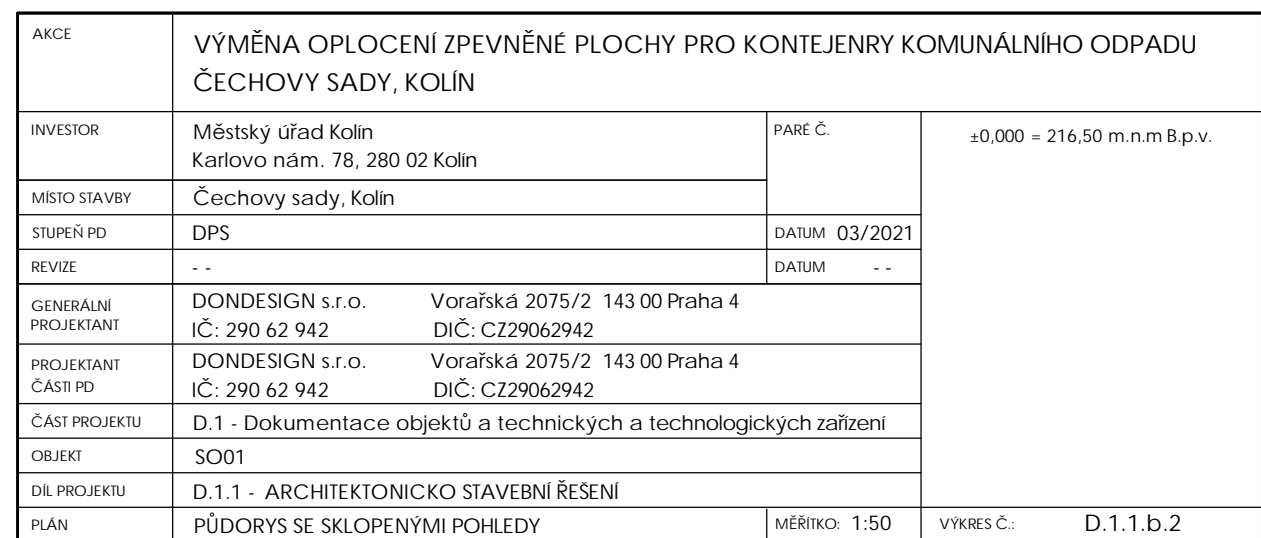 AKCE
VÝMĚNA OPLOCENÍ ZPEVNĚNÉ PLOCHY PRO KONTEJENRY KOMUNÁLNÍHO ODPADU
ČECHOVY SADY, KOLÍN
INVESTOR
Městský úřad Kolín
Karlovo nám. 78, 280 02 Kolín
PARÉ Č.
±0,000 = 216,50 m.n.m B.p.v.
MÍSTO STAVBY
Čechovy sady, Kolín
STUPEŇ PD
DPS
DATUM 03/2021
REVIZE
- -
DATUM - -
GENERÁLNÍ
PROJEKTANT
DONDESIGN s.r.o. Vorařská 2075/2 143 00 Praha 4
IČ: 290 62 942 DIČ: CZ29062942
PROJEKTANT
ČÁSTI PD
DONDESIGN s.r.o. Vorařská 2075/2 143 00 Praha 4
IČ: 290 62 942 DIČ: CZ29062942
ČÁST PROJEKTU
D.1 - Dokumentace objektů a technických a technologických zařízení
OBJEKT
SO01
DÍL PROJEKTU
D.1.1 - ARCHITEKTONICKO STAVEBNÍ ŘEŠENÍ
PLÁN
PŮDORYS SE SKLOPENÝMI POHLEDY
MĚŘÍTKO: 1:50
VÝKRES Č.: D.1.1.b.2